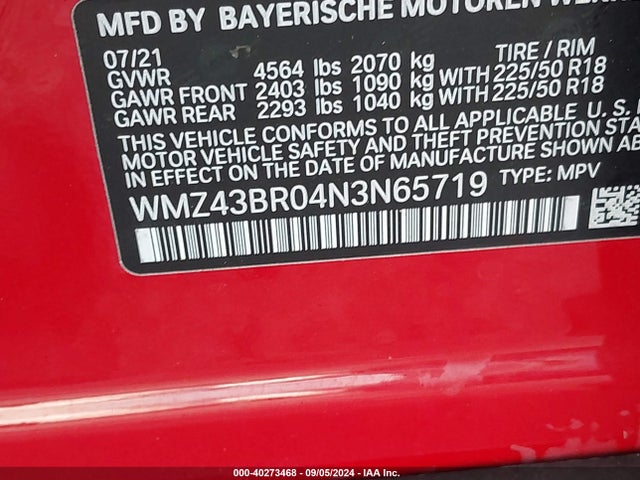 MFD BY BAYERISCHE MOTOREN
07/21 TIRE / RIM
GVWR 4564 lbs 2070 kg
GAWR FRONT 2403 lbs 1090 kg WITH 225/50 R18
GAWR REAR 2293 lbs 1040 kg WITH 225/50 R18
THIS VEHICLE CONFORMS TO ALL APPLICABLE U. S.
MOTOR VEHICLE SAFETY AND THEFT PREVENTION STA
IN EFFECT ON THE DATE OF MANUFACTURE SHOWN AB
WMZ43BR04N3N65719 TYPE: MPV
000-40273468 - 09/05/2024 - IAA Inc.